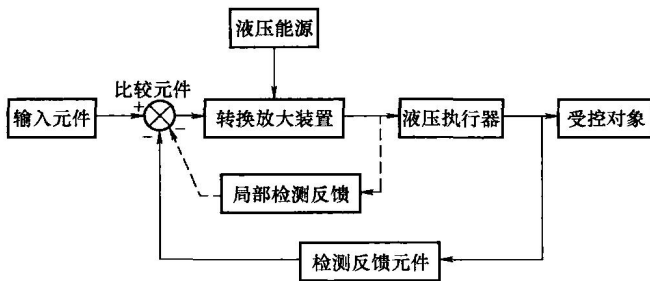 液压能源
比较元件
+
输入元件
转换放大装置
液压执行器
受控对象
−
−
局部检测反馈
检测反馈元件